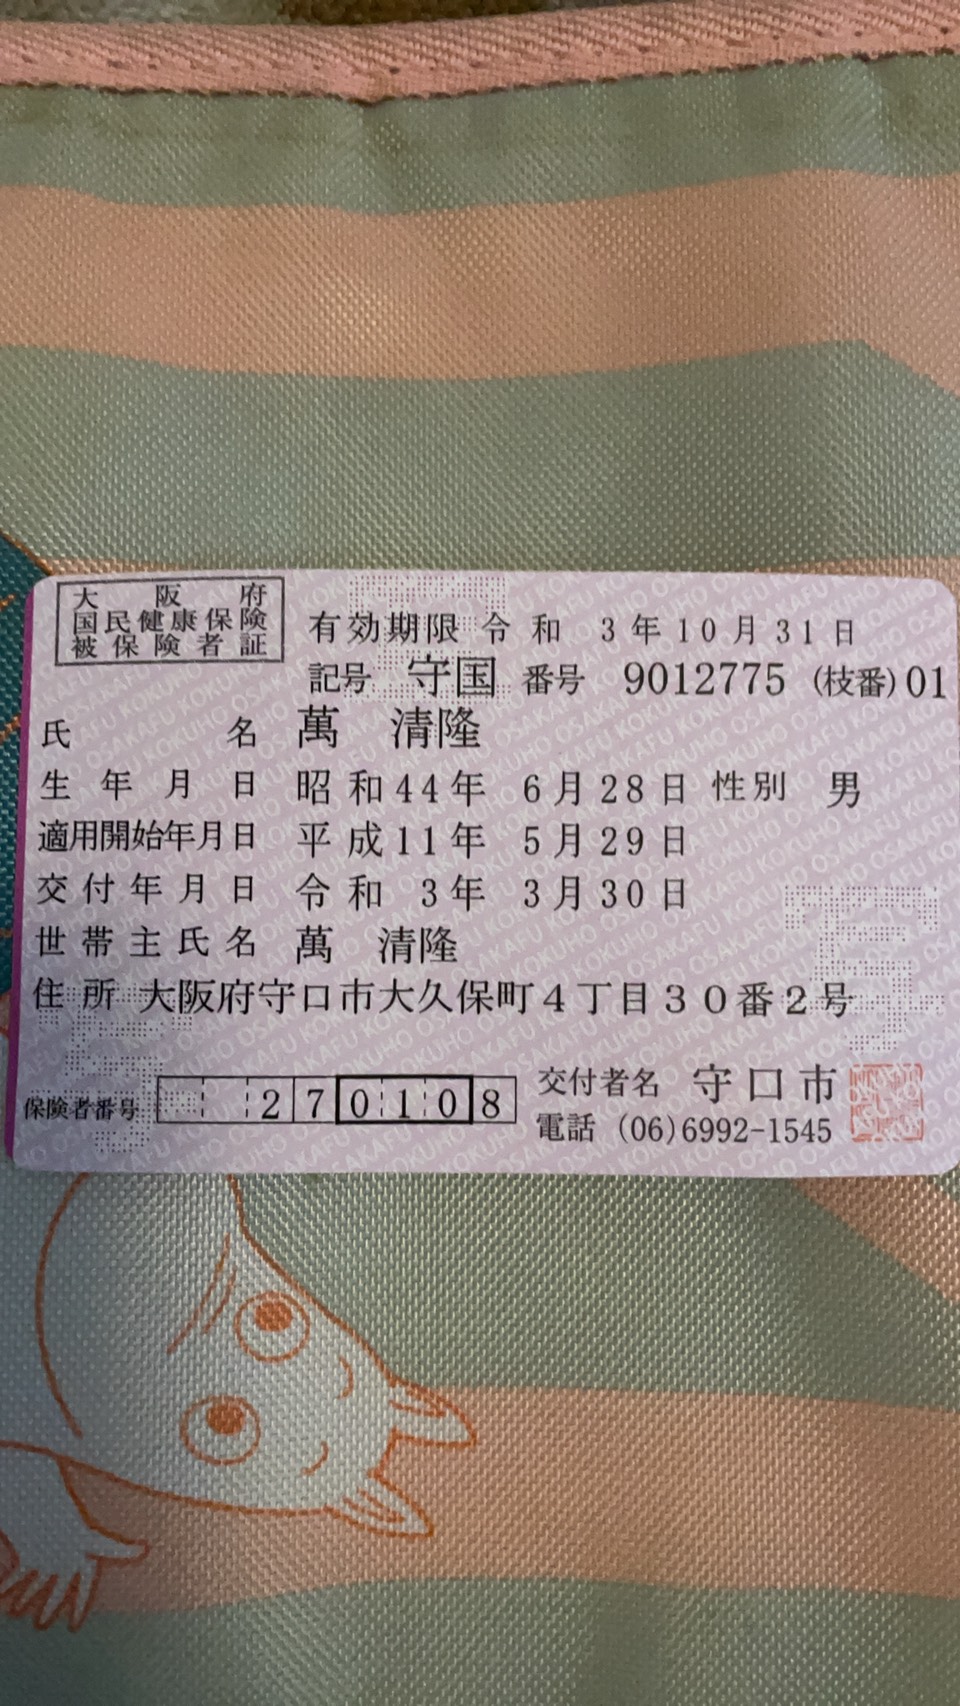 大阪府
国民健康保険
被保険者証
有効期限 令和 3年10月31日
記号 守国 番号 9012775 (枝番)01
氏名 萬 清隆
生年月日 昭和44年 6月28日 性別 男
適用開始年月日 平成11年 5月29日
交付年月日 令和 3年 3月30日
世帯主氏名 萬 清隆
住所 大阪府守口市大久保町4丁目30番2号
保険者番号 270108
交付者名 守口市
電話 (06)6992-1545